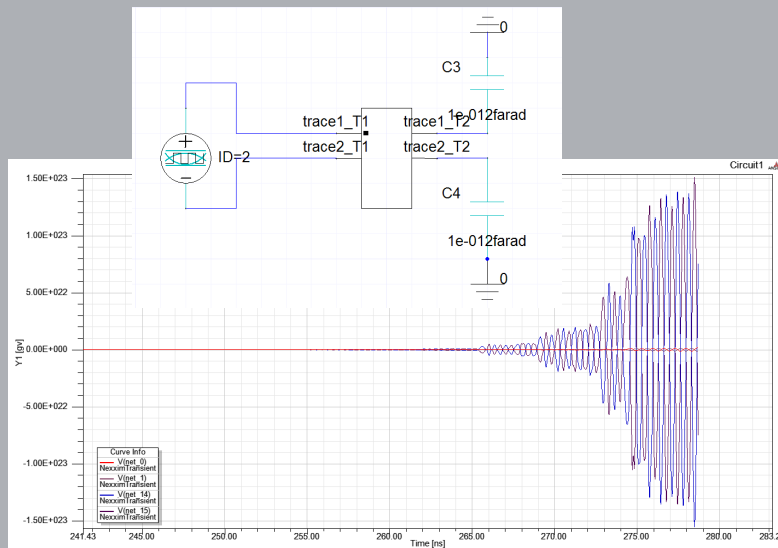 0
C3
1e-012farad
trace1_T1
trace1_T2
trace2_T1
trace2_T2
ID=2
C4
1e-012farad
0
Circuit1
1.50E+023
1.00E+023
5.00E+022
0.00E+000
-5.00E+022
-1.00E+023
-1.50E+023
Y1 [gv]
Curve Info
V(net_0)
NexximTransient
V(net_1)
NexximTransient
V(net_14)
NexximTransient
V(net_15)
NexximTransient
241.43
245.00
250.00
255.00
260.00
265.00
270.00
275.00
280.00
Time [ns]